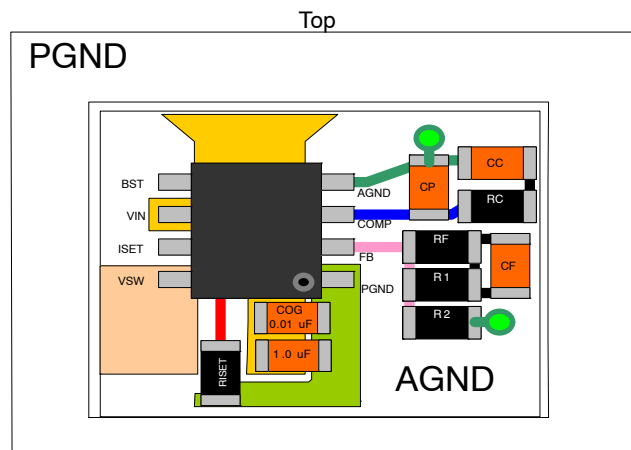 Top
PGND
BST
VIN
ISET
VSW
AGND
COMP
FB
PGND
CP
CC
RC
RF
R1
R2
CF
COG
0.01 uF
1.0 uF
RISET
AGND